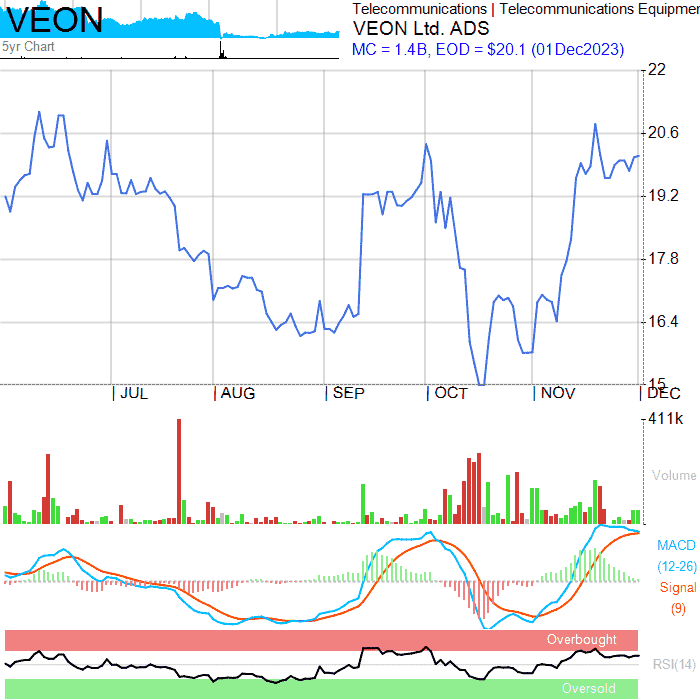 VEON
5yr Chart
Telecommunications | Telecommunications Equipmen
VEON Ltd. ADS
MC = 1.4B, EOD = $20.1 (01Dec2023)
22
20.6
19.2
17.8
16.4
15
JUL AUG SEP OCT NOV DEC
411k
Volume
MACD
(12-26)
Signal
(9)
Overbought
RSI(14)
Oversold